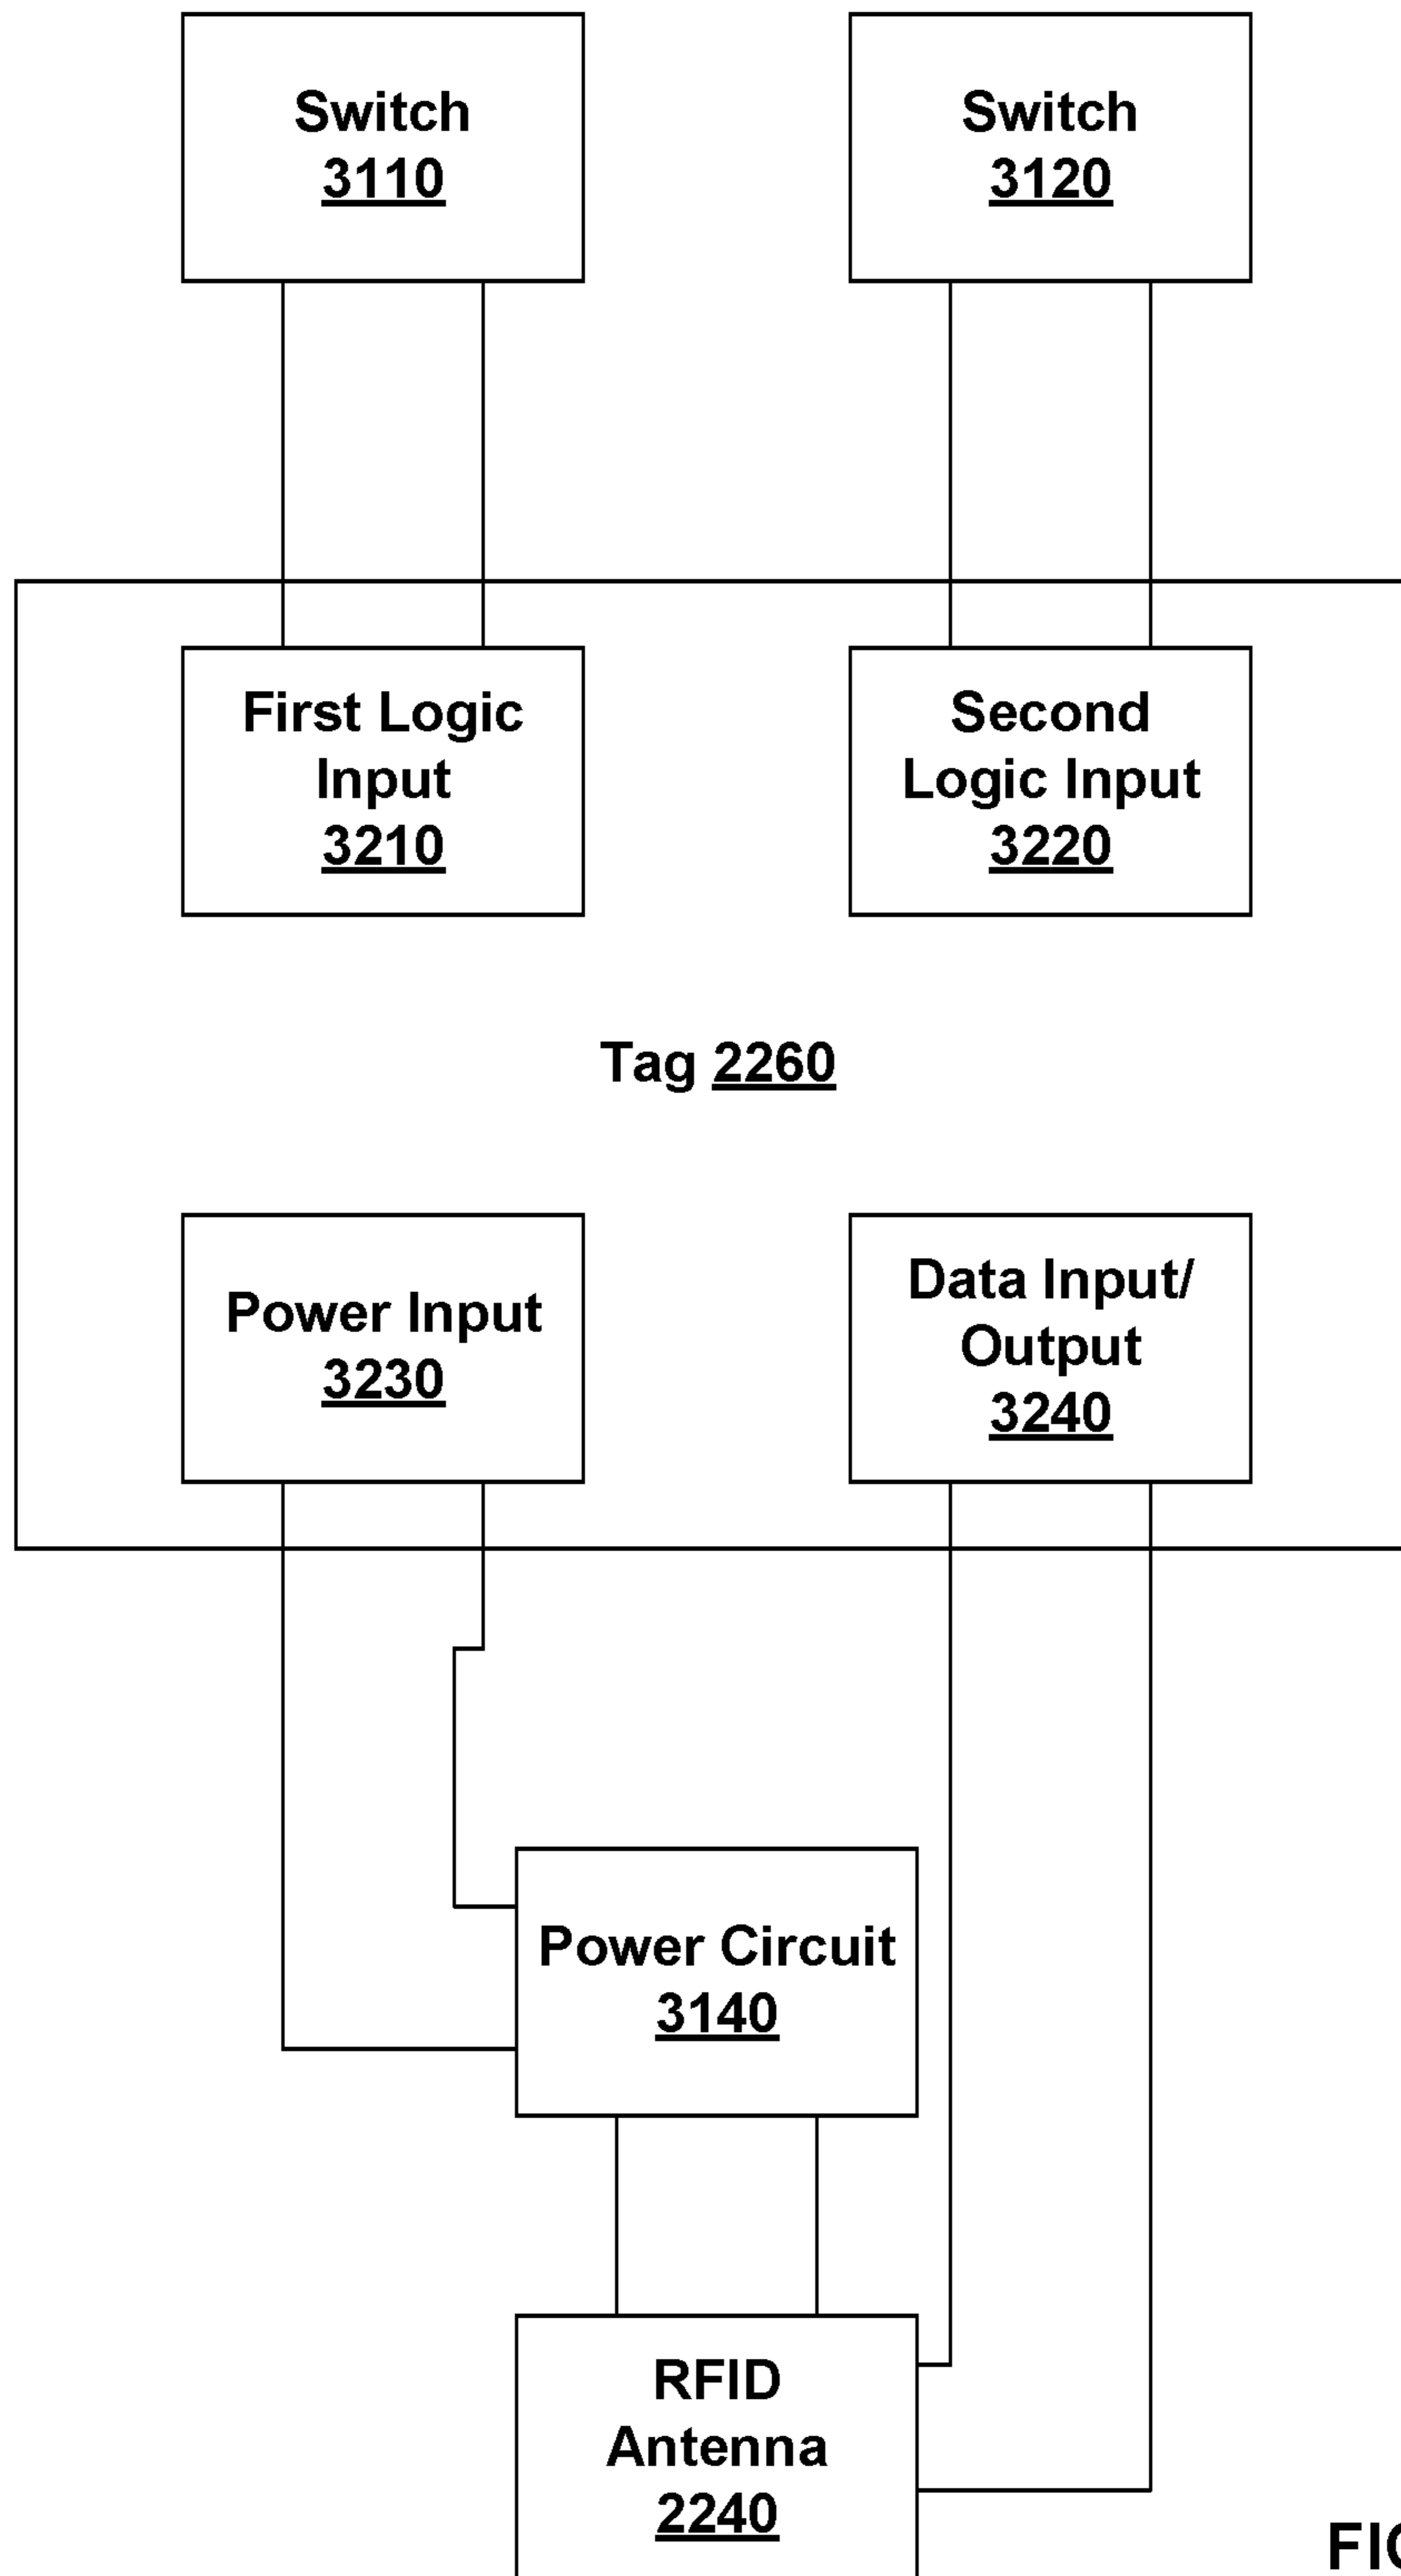 Switch
3110
Switch
3120
First Logic
Input
3210
Second
Logic Input
3220
Tag 2260
Power Input
3230
Data Input/
Output
3240
Power Circuit
3140
RFID
Antenna
2240